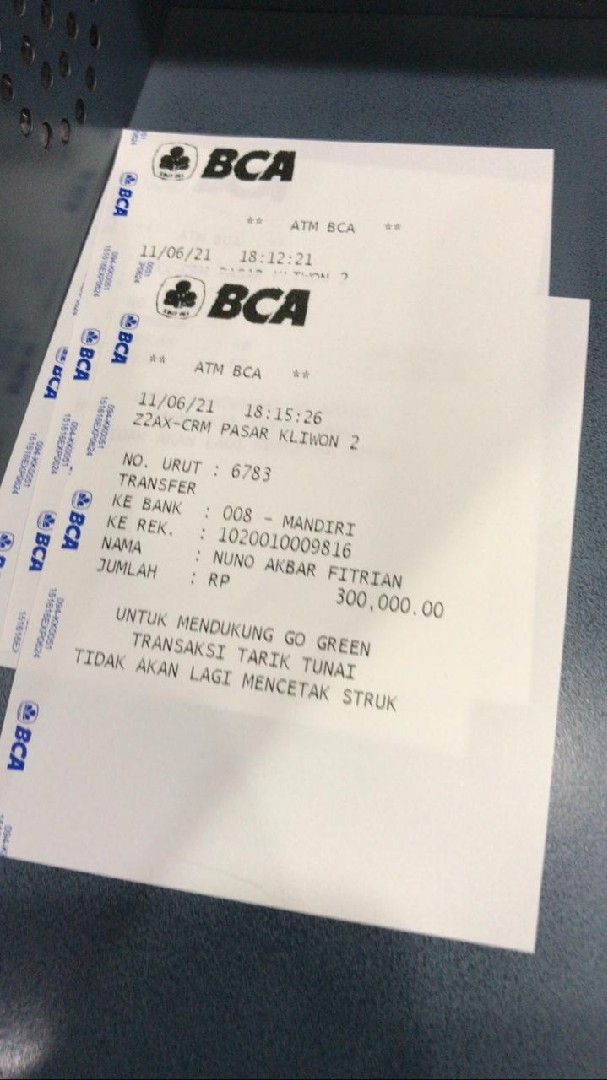 BCA
** ATM BCA **
11/06/21 18:12:21
BCA
** ATM BCA **
11/06/21 18:15:26
Z2AX-CRM PASAR KLIWON 2
NO. URUT : 6783
TRANSFER
KE BANK : 008 - MANDIRI
KE REK. : 1020010009816
NAMA : NUNO AKBAR FITRIAN
JUMLAH : RP 300,000.00
UNTUK MENDUKUNG GO GREEN
TRANSAKSI TARIK TUNAI
TIDAK AKAN LAGI MENCETAK STRUK
BCA
BCA
BCA
BCA
BCA
BCA
BCA